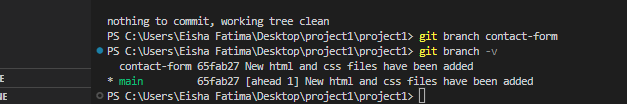 nothing to commit, working tree clean
PS C:\Users\Eisha Fatima\Desktop\project1\project1> git branch contact-form
PS C:\Users\Eisha Fatima\Desktop\project1\project1> git branch -v
contact-form 65fab27 New html and css files have been added
* main 65fab27 [ahead 1] New html and css files have been added
E
PS C:\Users\Eisha Fatima\Desktop\project1\project1>
NE